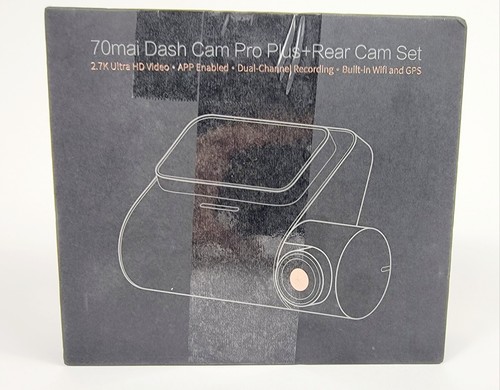 70mai Dash Cam Pro Plus+Rear Cam Set
2.7K Ultra HD Video • APP Enabled • Dual-Channel Recording • Built-in Wifi and GPS